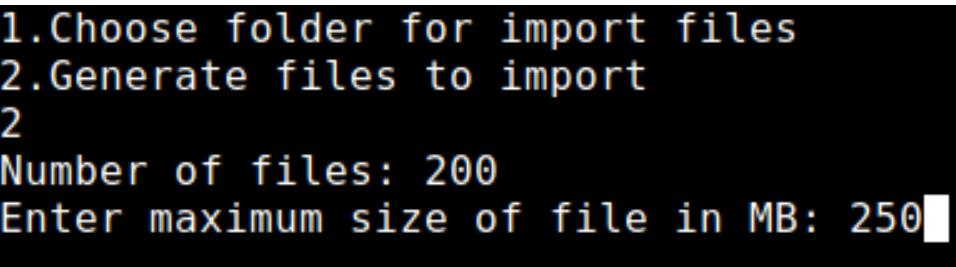 1.Choose folder for import files
2.Generate files to import
2
Number of files: 200
Enter maximum size of file in MB: 250